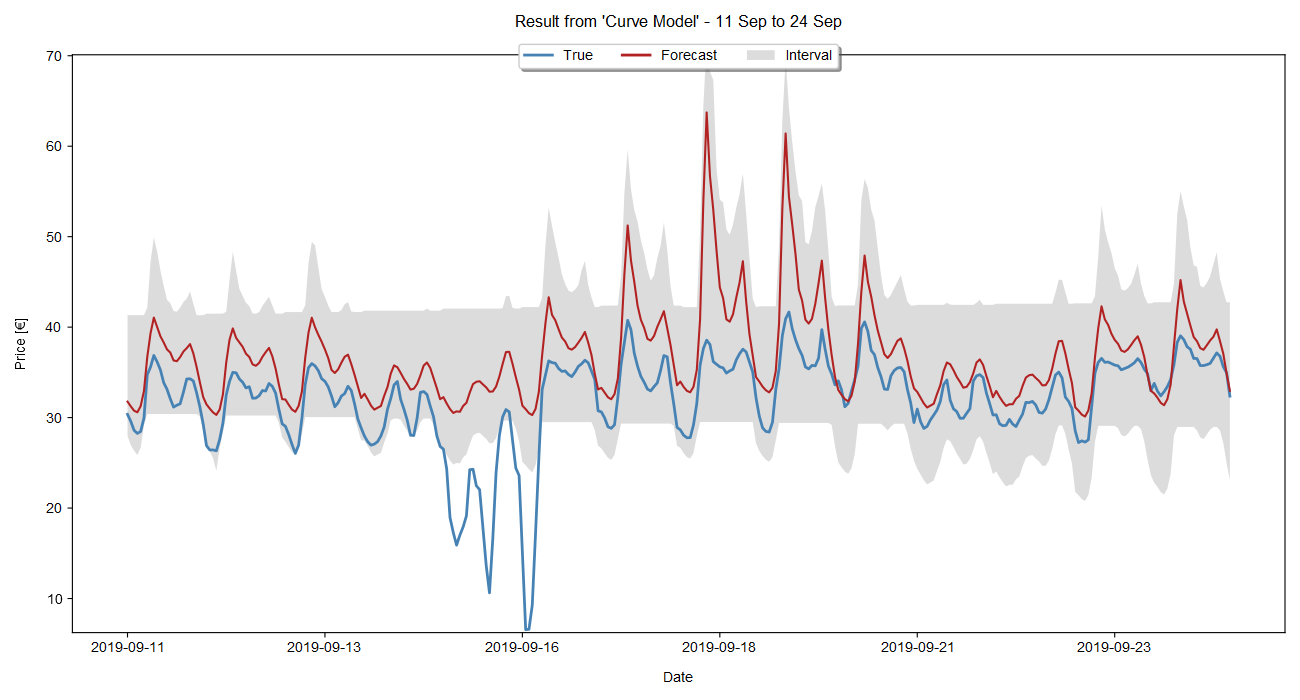 Result from 'Curve Model' - 11 Sep to 24 Sep
True Forecast Interval
70
60
50
40
30
20
10
Price [€]
2019-09-11 2019-09-13 2019-09-16 2019-09-18 2019-09-21 2019-09-23
Date